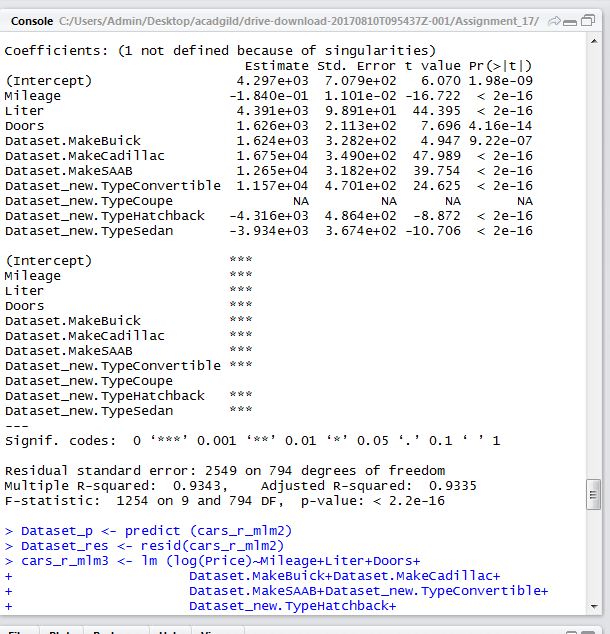 Console C:/Users/Admin/Desktop/acadgild/drive-download-20170810T095437Z-001/Assignment_17/
Coefficients: (1 not defined because of singularities)
Estimate Std. Error t value Pr(>|t|)
(Intercept) 4.297e+03 7.079e+02 6.070 1.98e-09
Mileage -1.840e-01 1.101e-02 -16.722 < 2e-16
Liter 4.391e+03 9.891e+01 44.395 < 2e-16
Doors 1.626e+03 2.113e+02 7.696 4.16e-14
Dataset.MakeBuick 1.624e+03 3.282e+02 4.947 9.22e-07
Dataset.MakeCadillac 1.675e+04 3.490e+02 47.989 < 2e-16
Dataset.MakeSAAB 1.265e+04 3.182e+02 39.754 < 2e-16
Dataset_new.TypeConvertible 1.157e+04 4.701e+02 24.625 < 2e-16
Dataset_new.TypeCoupe NA NA NA NA
Dataset_new.TypeHatchback -4.316e+03 4.864e+02 -8.872 < 2e-16
Dataset_new.TypeSedan -3.934e+03 3.674e+02 -10.706 < 2e-16
(Intercept) ***
Mileage ***
Liter ***
Doors ***
Dataset.MakeBuick ***
Dataset.MakeCadillac ***
Dataset.MakeSAAB ***
Dataset_new.TypeConvertible ***
Dataset_new.TypeCoupe
Dataset_new.TypeHatchback ***
Dataset_new.TypeSedan ***
---
Signif. codes: 0 ‘***’ 0.001 ‘**’ 0.01 ‘*’ 0.05 ‘.’ 0.1 ‘ ’ 1
Residual standard error: 2549 on 794 degrees of freedom
Multiple R-squared: 0.9343, Adjusted R-squared: 0.9335
F-statistic: 1254 on 9 and 794 DF, p-value: < 2.2e-16
> Dataset_p <- predict (cars_r_mlm2)
> Dataset_res <- resid(cars_r_mlm2)
> cars_r_mlm3 <- lm (log(Price)~Mileage+Liter+Doors+
+ Dataset.MakeBuick+Dataset.MakeCadillac+
+ Dataset.MakeSAAB+Dataset_new.TypeConvertible+
+ Dataset_new.TypeHatchback+